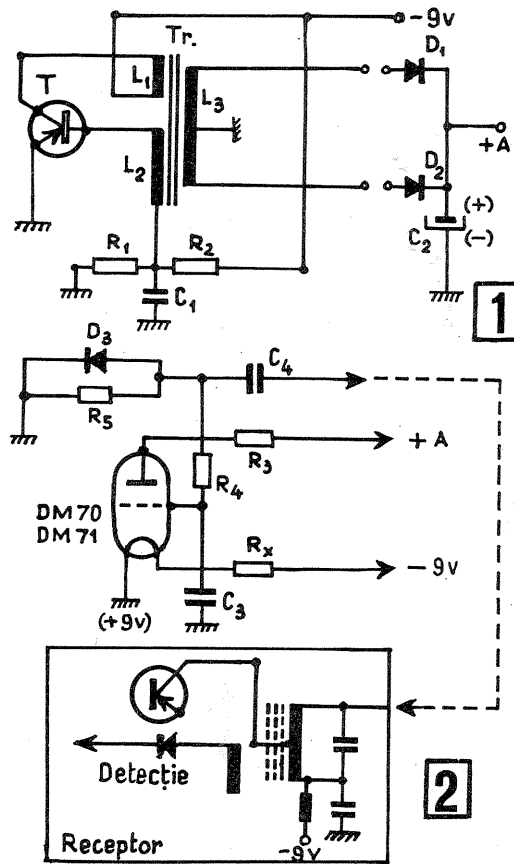 -9v
Tr.
D1
T
L1
L3
+A
L2
D2
R1
R2
C2
(+)
(-)
C1
1
D3
C4
R5
R3
+ A
R4
DM70
DM71
Rx
- 9v
C3
(+9v)
Detecție
2
Receptor
-9v